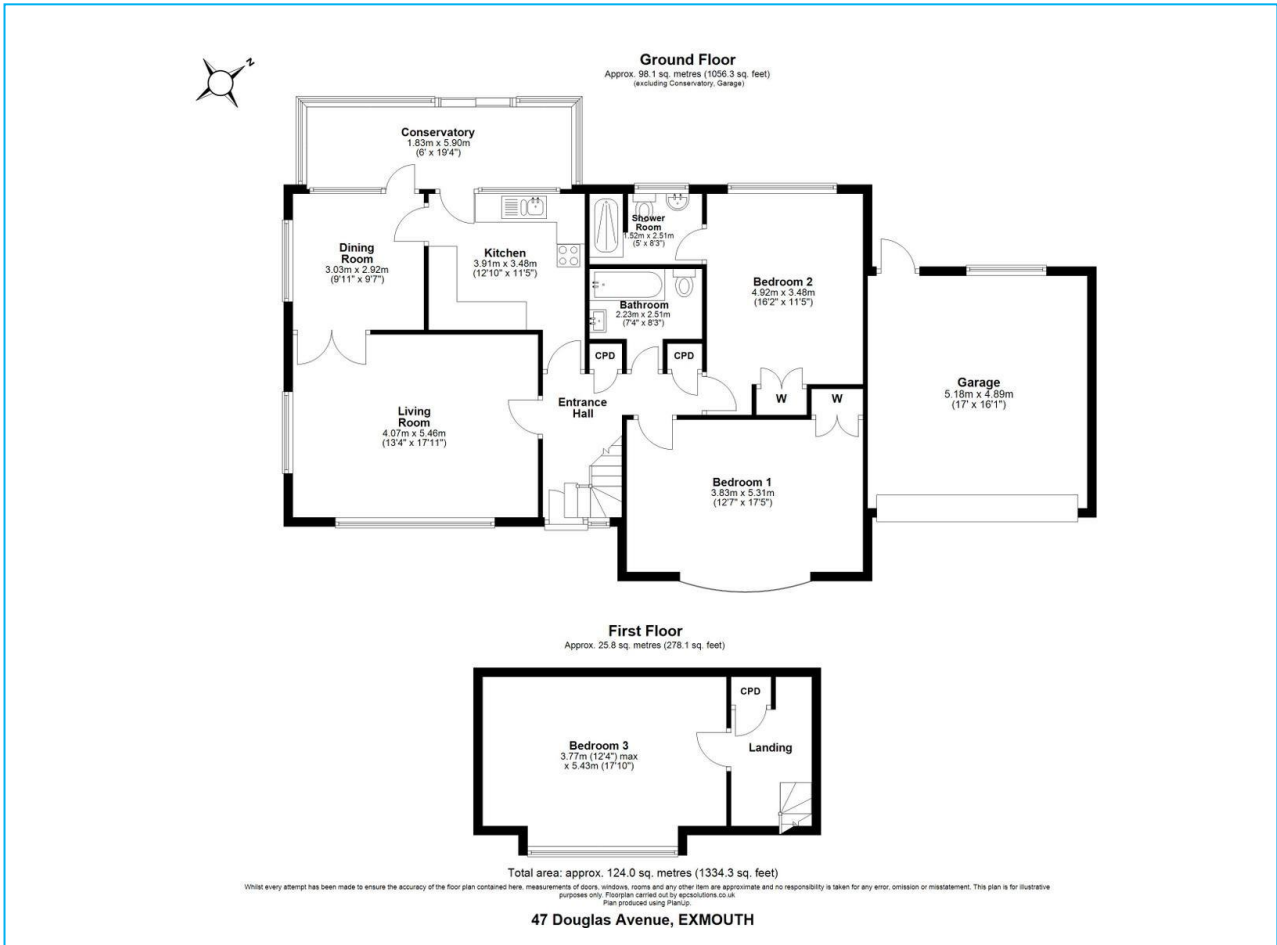 N
Ground Floor
Approx. 98.1 sq. metres (1056.3 sq. feet)
(excluding Conservatory, Garage)
Conservatory
1.83m x 5.90m
(6' x 19'4")
Dining
Room
3.03m x 2.92m
(9'11" x 9'7")
Kitchen
3.91m x 3.48m
(12'10" x 11'5")
Shower
Room
1.52m x 2.51m
(5' x 8'3")
Bathroom
2.23m x 2.51m
(7'4" x 8'3")
Bedroom 2
4.92m x 3.48m
(16'2" x 11'5")
CPD
CPD
W
W
Garage
5.18m x 4.89m
(17' x 16'1")
Entrance
Hall
Living
Room
4.07m x 5.46m
(13'4" x 17'11")
Bedroom 1
3.83m x 5.31m
(12'7" x 17'5")
First Floor
Approx. 25.8 sq. metres (278.1 sq. feet)
CPD
Bedroom 3
3.77m (12'4") max
x 5.43m (17'10")
Landing
Total area: approx. 124.0 sq. metres (1334.3 sq. feet)
Whilst every attempt has been made to ensure the accuracy of the floor plan contained here, measurements of doors, windows, rooms and any other item are approximate and no responsibility is taken for any error, omission or misstatement. This plan is for illustrative
purposes only. Floorplan carried out by epcsolutions.co.uk
Plan produced using PlanUp.
47 Douglas Avenue, EXMOUTH